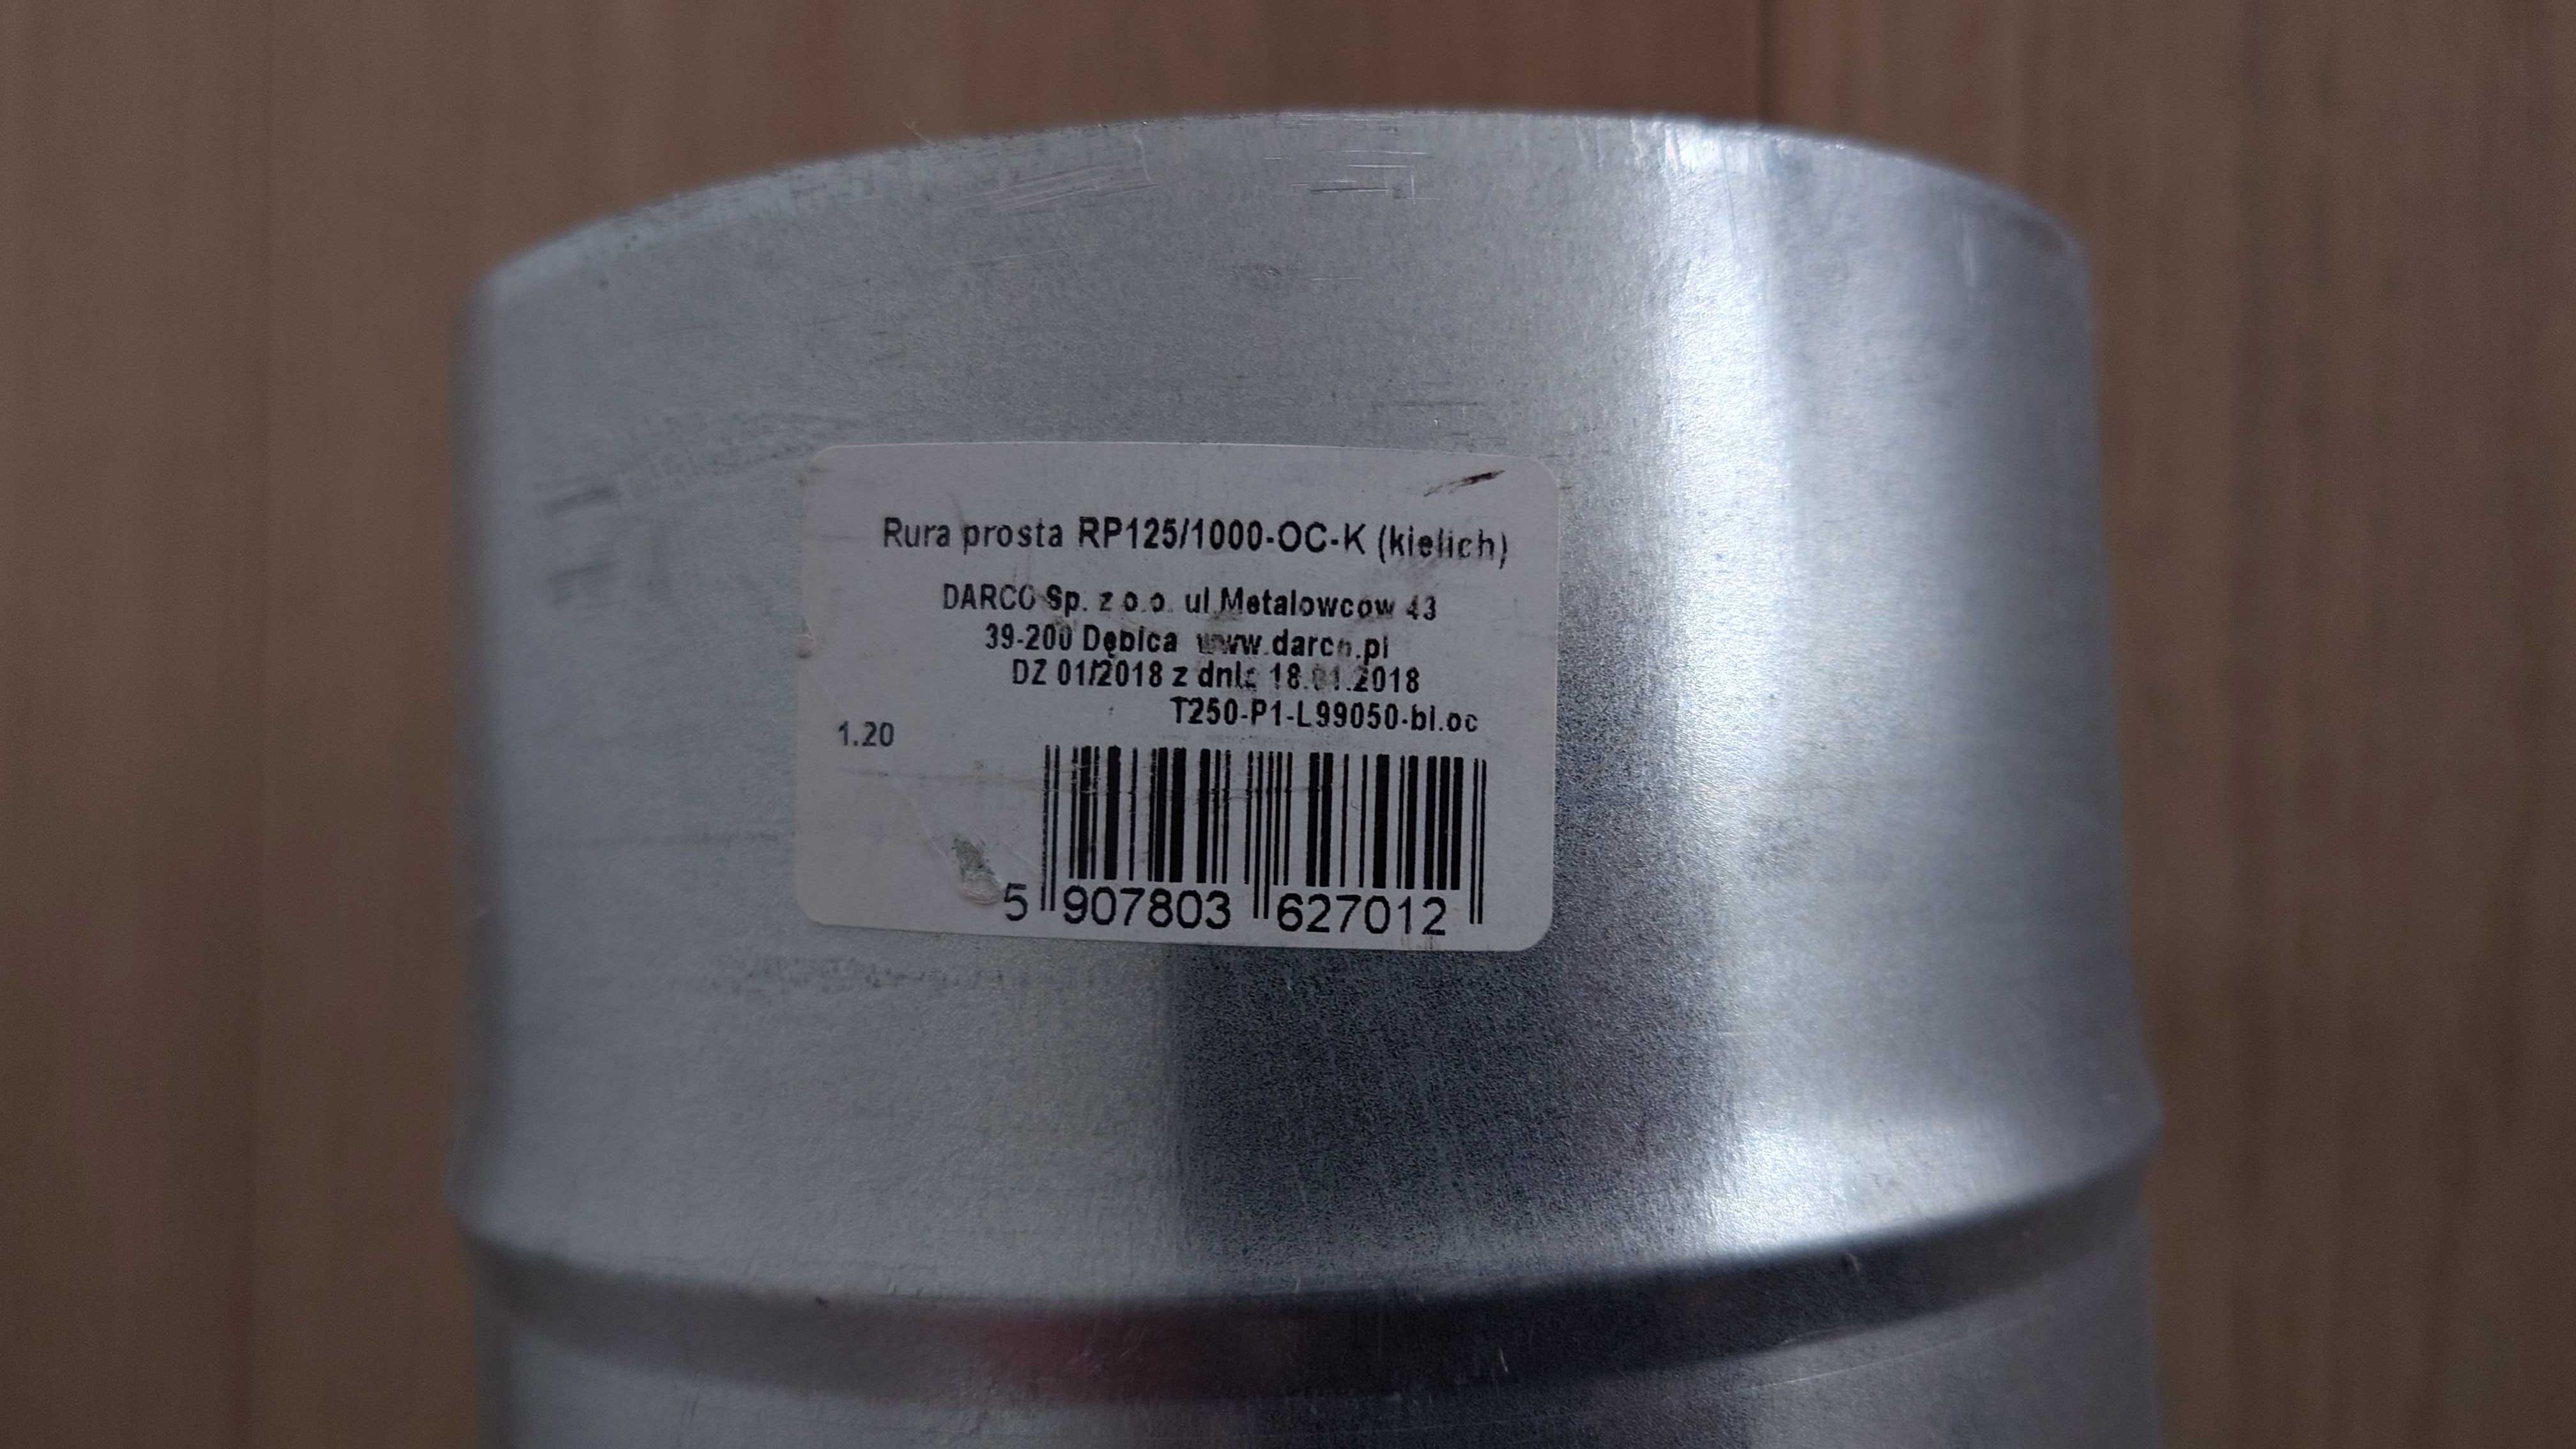 Rura prosta RP125/1000-OC-K (kielich)
DARCO Sp. z o.o. ul.Metalowców 43
39-200 Dębica www.darco.pl
DZ 01/2018 z dnia 18.01.2018
T250-P1-L99050-bl.oc
1.20
5 907803 627012